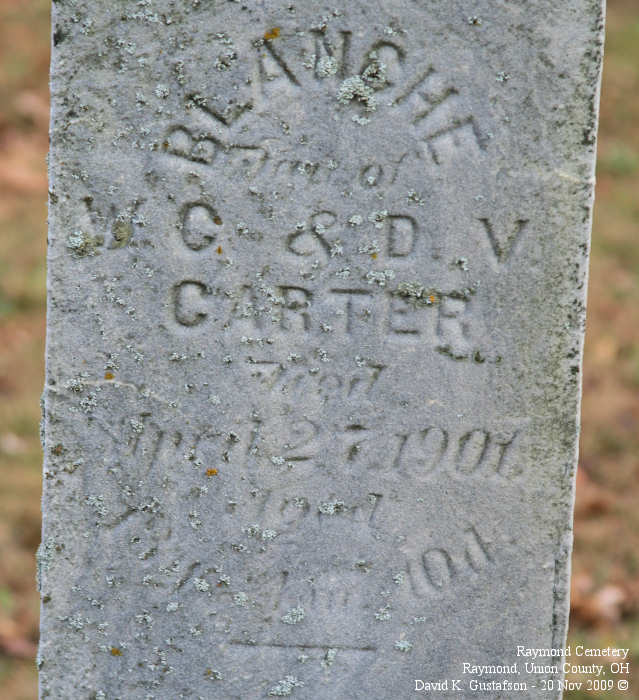 BLANCHE
Dau. of
W. C. & D. V.
CARTER
Died
April 27, 1901
Aged
10d.
Raymond Cemetery
Raymond, Union County, OH
David K. Gustafson - 20 Nov 2009 ©